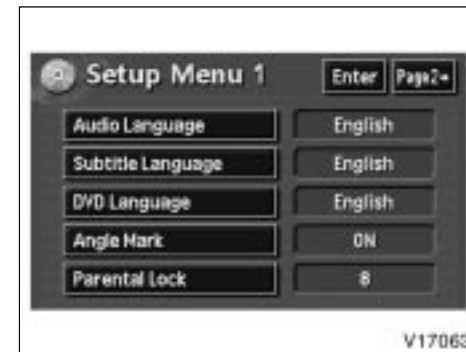 Setup Menu 1 Enter Page2→
Audio Language English
Subtitle Language English
DVD Language English
Angle Mark ON
Parental Lock 8
V17063